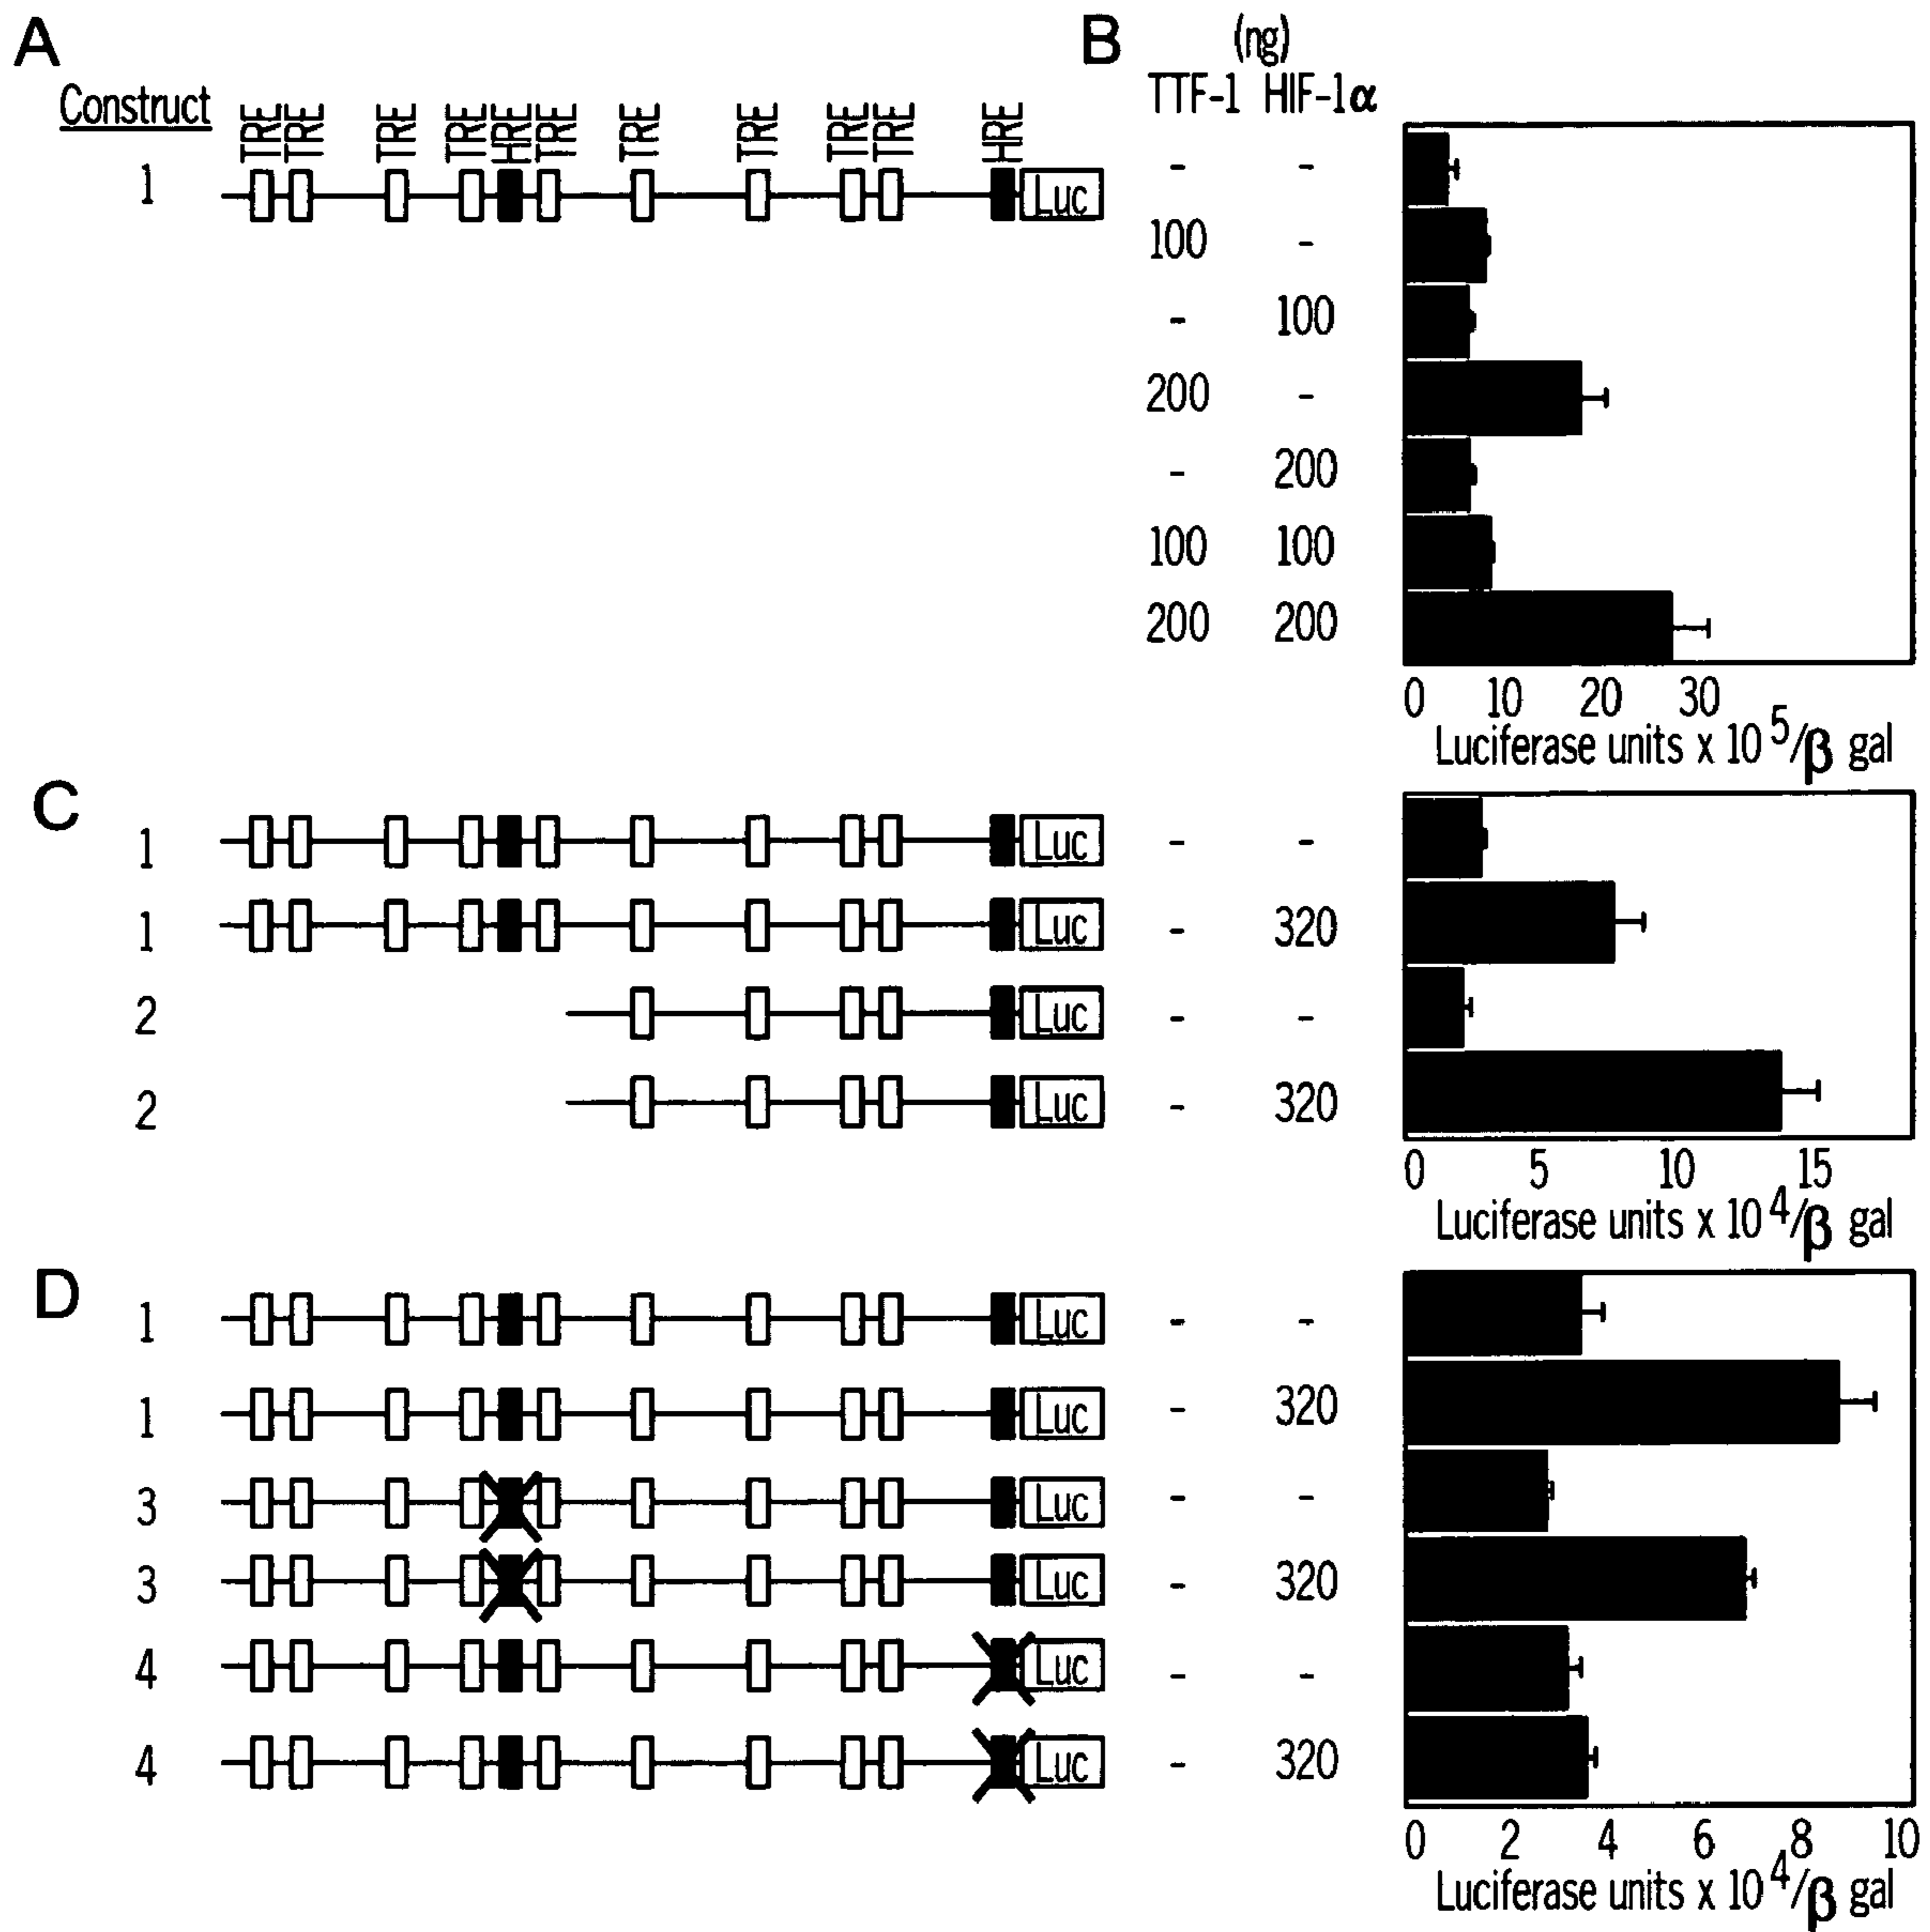 A
Construct
TRE TRE TRE TRE HRE TRE TRE TRE TRE TRE HRE
1 Luc
B
(ng)
TTF-1 HIF-1α
- -
100 -
- 100
200 -
- 200
100 100
200 200
0 10 20 30
Luciferase units x 10 5/β gal
C
1 Luc - -
1 Luc - 320
2 Luc - -
2 Luc - 320
0 5 10 15
Luciferase units x 10 4/β gal
D
1 Luc - -
1 Luc - 320
3 Luc - -
3 Luc - 320
4 Luc - -
4 Luc - 320
0 2 4 6 8 10
Luciferase units x 10 4/β gal